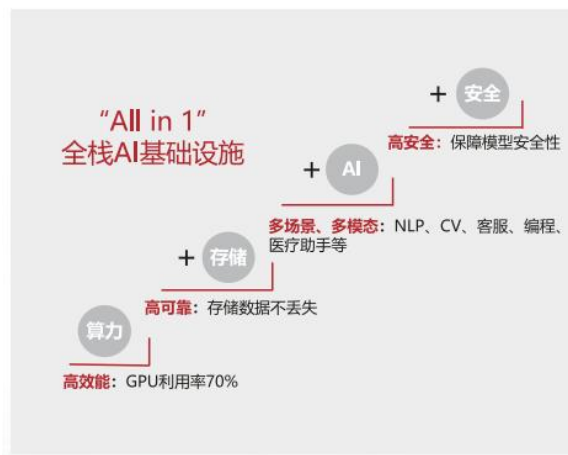 “All in 1”
全栈AI基础设施
+ 安全
高安全：保障模型安全性
+ AI
多场景、多模态：NLP、CV、客服、编程、
医疗助手等
+ 存储
高可靠：存储数据不丢失
算力
高效能：GPU利用率70%